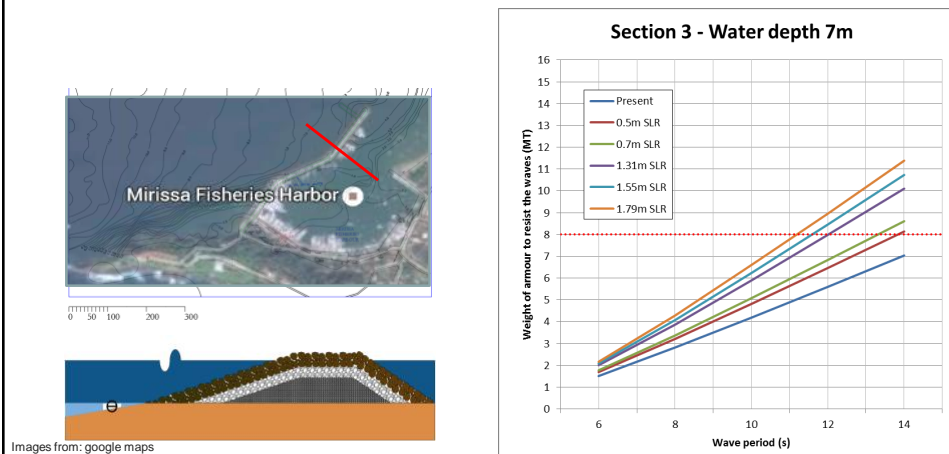 Mirissa Fisheries Harbor
0 50 100 200 300
Images from: google maps
Section 3 - Water depth 7m
Weight of armour to resist the waves (MT)
16
15
14
13
12
11
10
9
8
7
6
5
4
3
2
1
0
Present
0.5m SLR
0.7m SLR
1.31m SLR
1.55m SLR
1.79m SLR
6 8 10 12 14
Wave period (s)